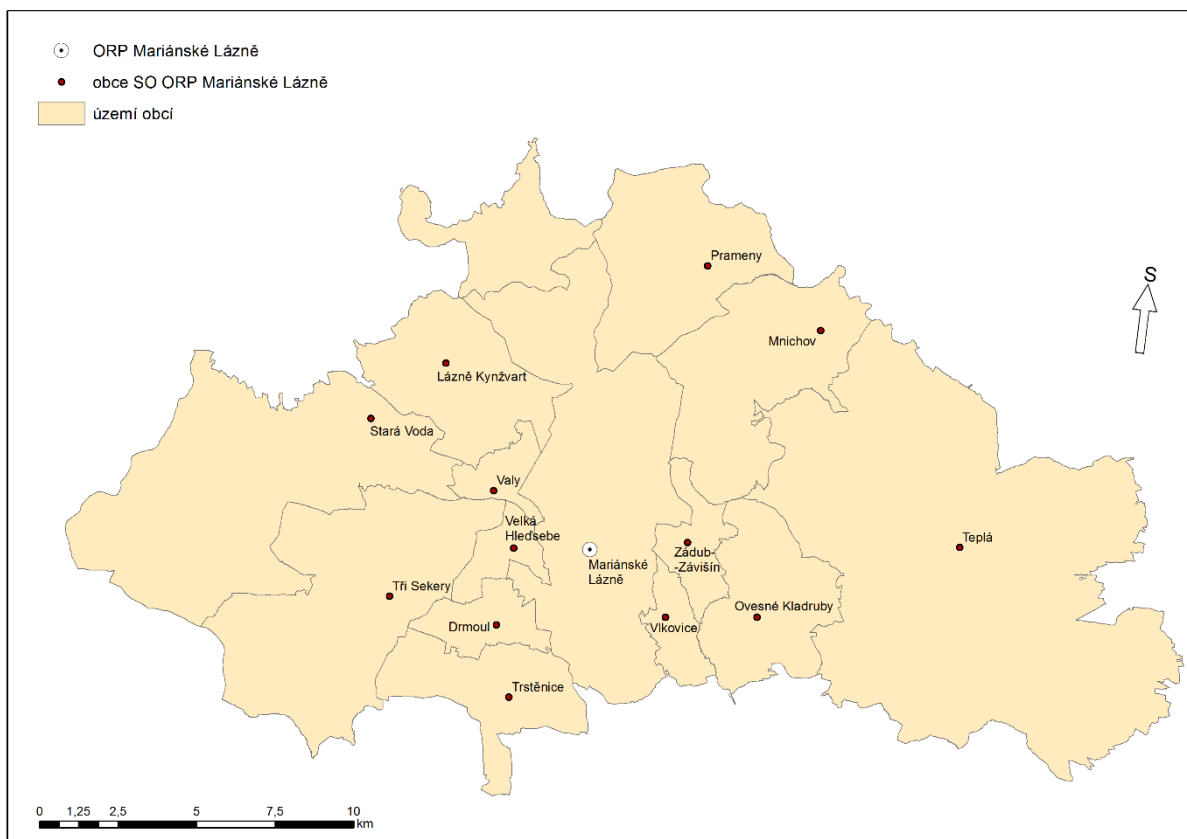 ORP Mariánské Lázně
obce SO ORP Mariánské Lázně
území obcí
S
Prameny
Mnichov
Lázně Kynžvart
Stará Voda
Valy
Velká
Hleďsebe
Mariánské
Lázně
Zádub-
-Závišín
Teplá
Tři Sekery
Drmoul
Vlkovice
Ovesné Kladruby
Trstěnice
0 1,25 2,5 5 7,5 10
km